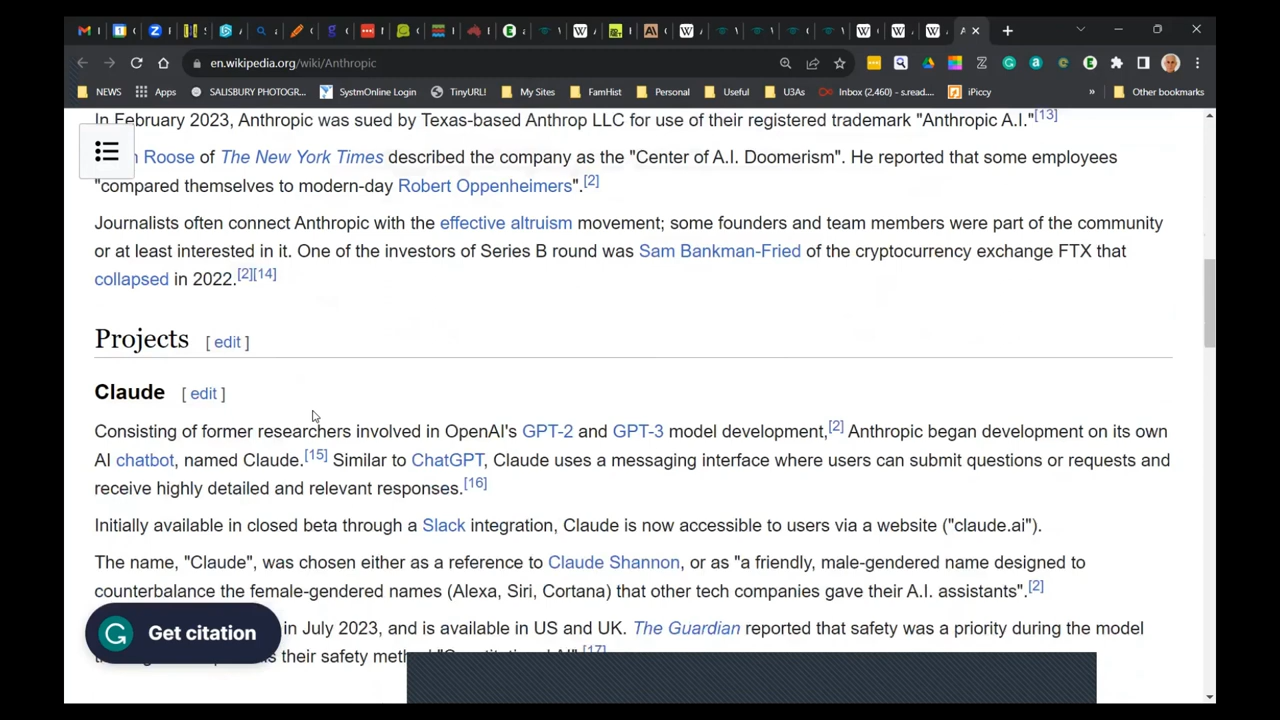 en.wikipedia.org/wiki/Anthropic
NEWS Apps SALISBURY PHOTOGR... SystmOnline Login TinyURL! My Sites FamHist Personal Useful U3As Inbox (2,460) - s.read.... iPiccy » Other bookmarks
In February 2023, Anthropic was sued by Texas-based Anthrop LLC for use of their registered trademark "Anthropic A.I."[13]
Roose of The New York Times described the company as the "Center of A.I. Doomerism". He reported that some employees
"compared themselves to modern-day Robert Oppenheimers".[2]
Journalists often connect Anthropic with the effective altruism movement; some founders and team members were part of the community
or at least interested in it. One of the investors of Series B round was Sam Bankman-Fried of the cryptocurrency exchange FTX that
collapsed in 2022.[2][14]
Projects [ edit ]
Claude [ edit ]
Consisting of former researchers involved in OpenAI's GPT-2 and GPT-3 model development,[2] Anthropic began development on its own
AI chatbot, named Claude.[15] Similar to ChatGPT, Claude uses a messaging interface where users can submit questions or requests and
receive highly detailed and relevant responses.[16]
Initially available in closed beta through a Slack integration, Claude is now accessible to users via a website ("claude.ai").
The name, "Claude", was chosen either as a reference to Claude Shannon, or as "a friendly, male-gendered name designed to
counterbalance the female-gendered names (Alexa, Siri, Cortana) that other tech companies gave their A.I. assistants".[2]
Get citation
in July 2023, and is available in US and UK. The Guardian reported that safety was a priority during the model
their safety [17]